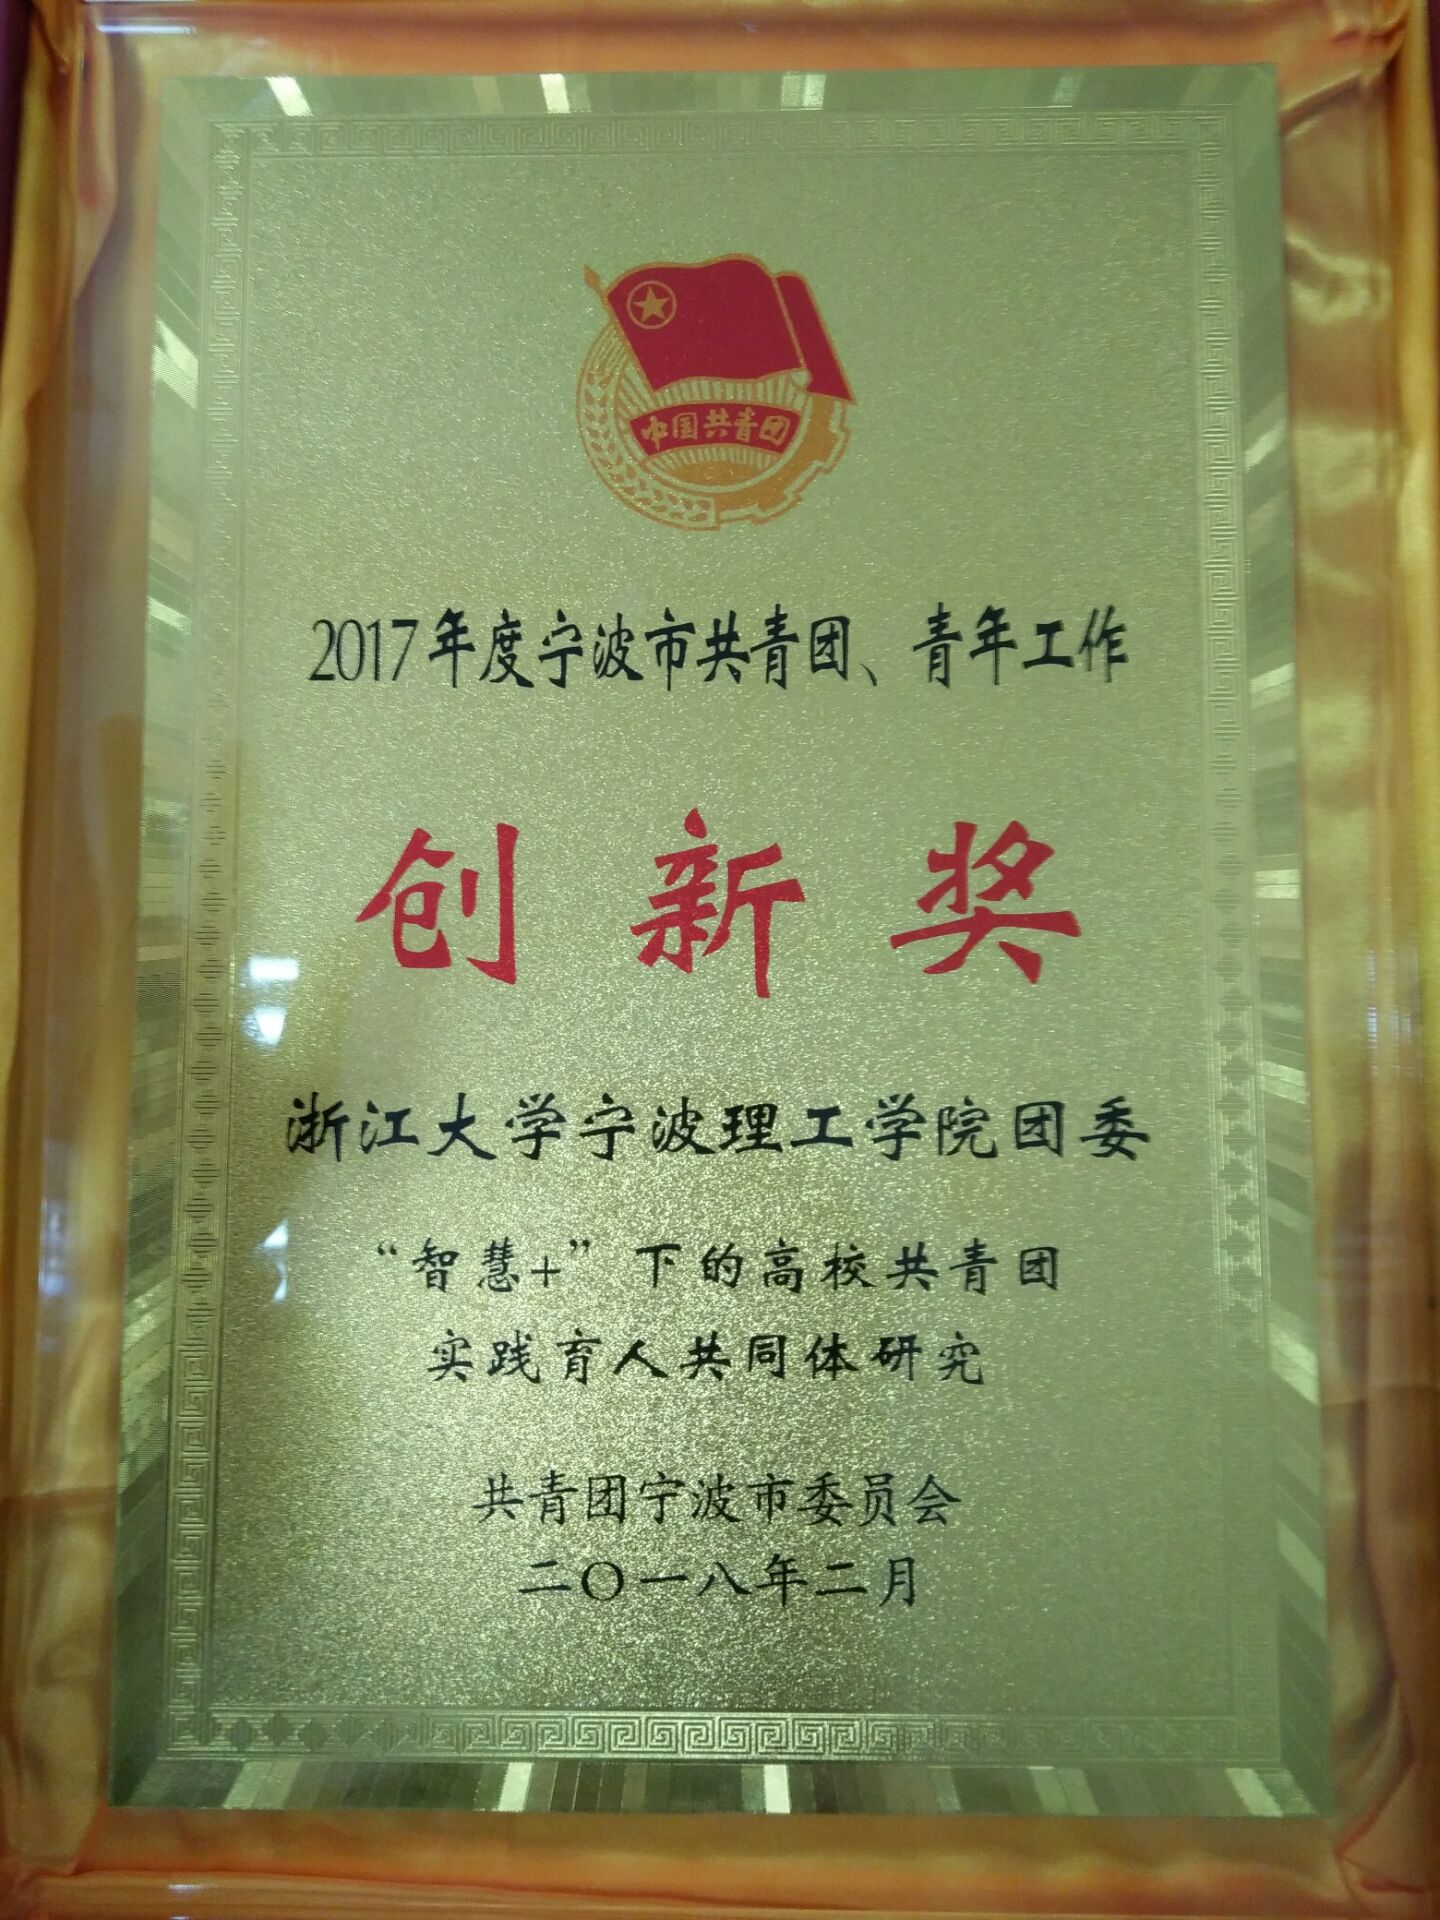 中国共青团
2017年度宁波市共青团、青年工作
创新奖
浙江大学宁波理工学院团委
“智慧+”下的高校共青团
实践育人共同体研究
共青团宁波市委员会
二〇一八年二月